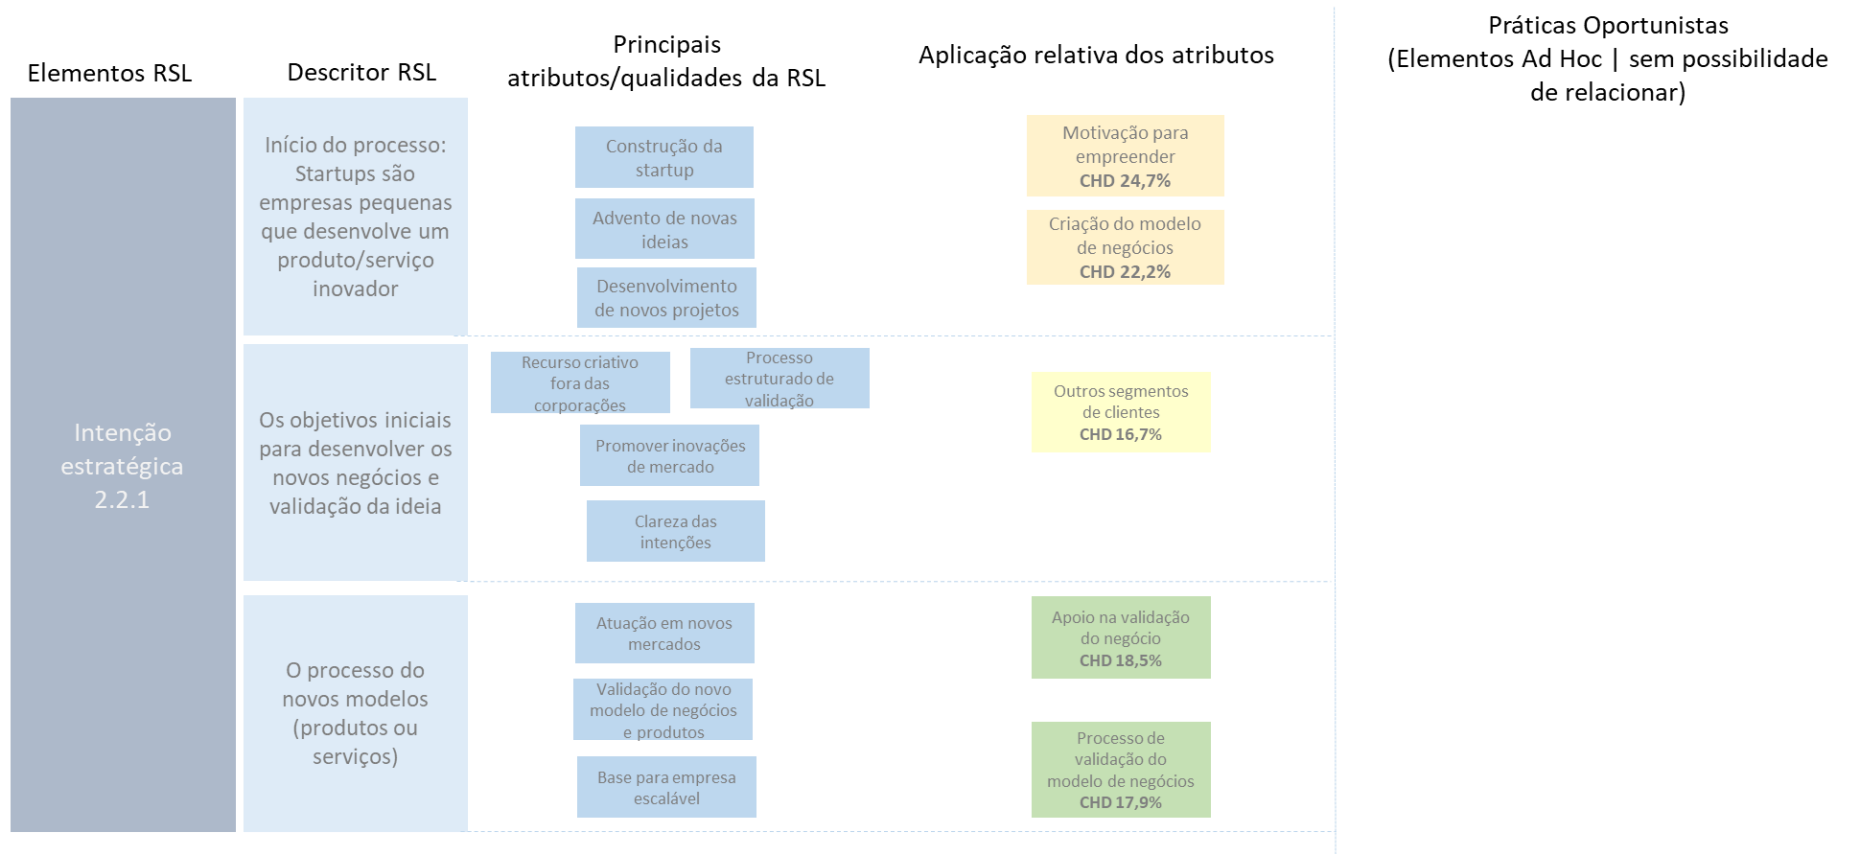 Elementos RSL
Descritor RSL
Principais
atributos/qualidades da RSL
Aplicação relativa dos atributos
Práticas Oportunistas
(Elementos Ad Hoc | sem possibilidade
de relacionar)
Intenção
estratégica
2.2.1
Início do processo:
Startups são
empresas pequenas
que desenvolve um
produto/serviço
inovador
Construção da
startup
Advento de novas
ideias
Desenvolvimento
de novos projetos
Motivação para
empreender
CHD 24,7%
Criação do modelo
de negócios
CHD 22,2%
Os objetivos iniciais
para desenvolver os
novos negócios e
validação da ideia
Recurso criativo
fora das
corporações
Processo
estruturado de
validação
Promover inovações
de mercado
Clareza das
intenções
Outros segmentos
de clientes
CHD 16,7%
O processo do
novos modelos
(produtos ou
serviços)
Atuação em novos
mercados
Validação do novo
modelo de negócios
e produtos
Base para empresa
escalável
Apoio na validação
do negócio
CHD 18,5%
Processo de
validação do
modelo de negócios
CHD 17,9%